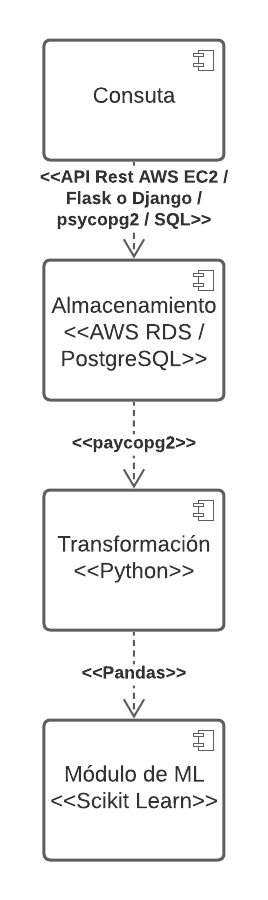 Consuta
<<API Rest AWS EC2 /
Flask o Django /
psycopg2 / SQL>>
Almacenamiento
<<AWS RDS /
PostgreSQL>>
<<paycopg2>>
Transformación
<<Python>>
<<Pandas>>
Módulo de ML
<<Scikit Learn>>